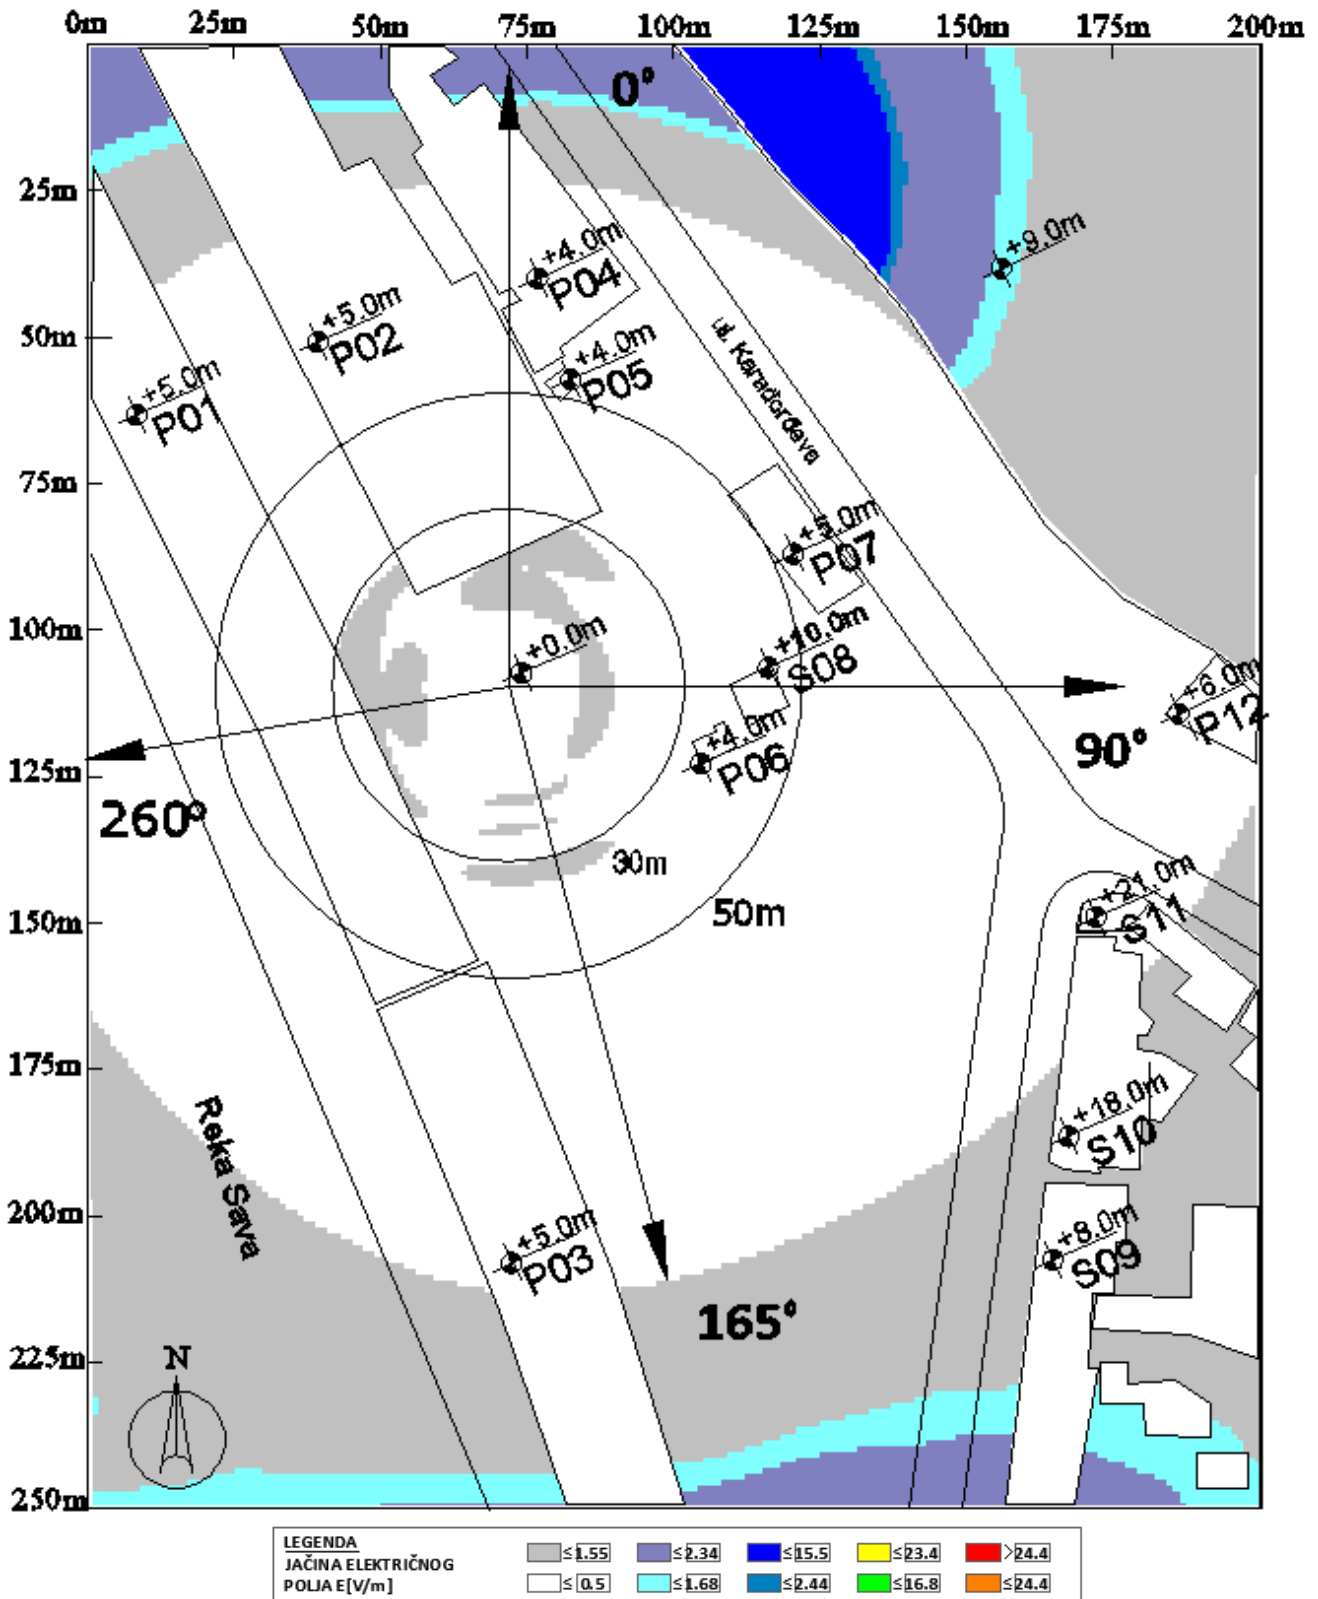 0m 25m 50m 75m 100m 125m 150m 175m 200m
0°
25m
+9.0m
+4.0m
P04
+5.0m
P02
50m
ul. Karađorđeva
+4.0m
P05
+5.0m
P01
75m
+5.0m
P07
100m
+0.0m
+10.0m
S08
+6.0m
P12
+4.0m
P06
90°
125m
260°
30m
50m
+21.0m
S11
150m
175m
Reka Sava
+18.0m
S10
200m
+5.0m
P03
+8.0m
S09
165°
225m
N
250m
LEGENDA
JAČINA ELEKTRIČNOG
POLJA E[V/m]
≤1.55 ≤2.34 ≤15.5 ≤23.4 >24.4
≤ 0.5 ≤1.68 ≤2.44 ≤16.8 ≤24.4